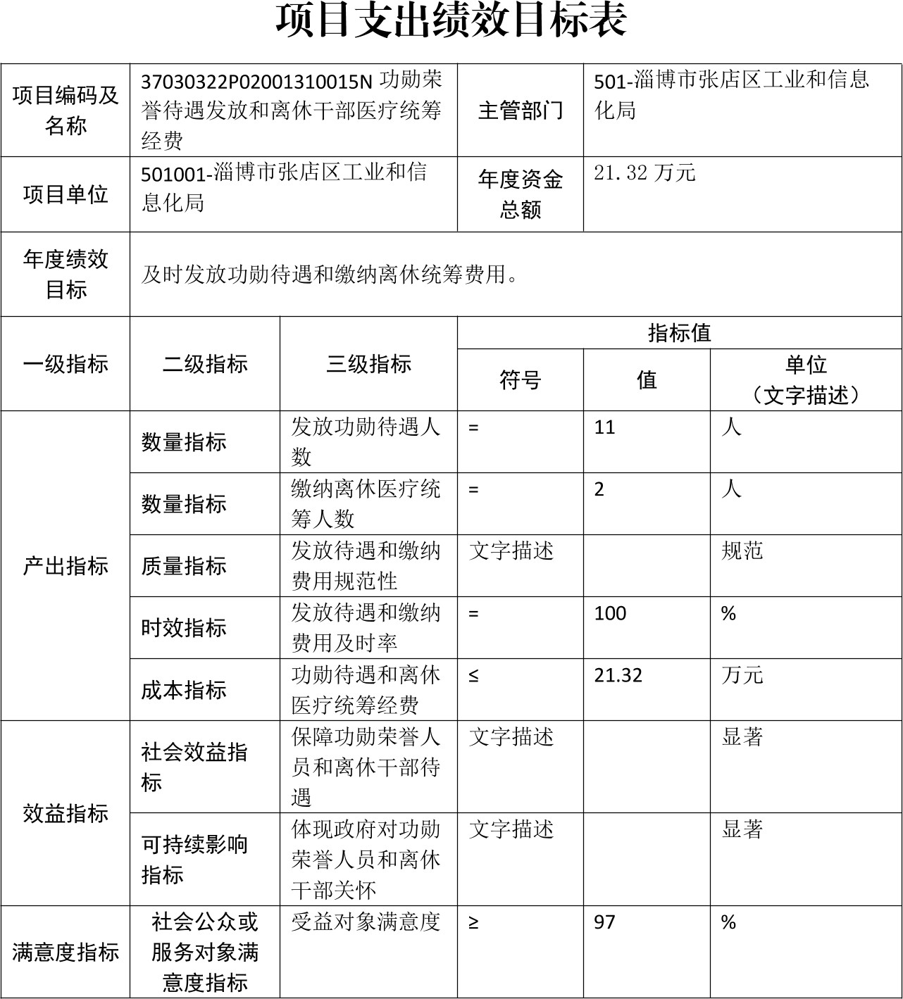 项目支出绩效目标表
项目编码及
名称
37030322P02001310015N 功勋荣
誉待遇发放和离休干部医疗统筹
经费
主管部门
501-淄博市张店区工业和信息
化局
项目单位
501001-淄博市张店区工业和信
息化局
年度资金
总额
21.32 万元
年度绩效
目标
及时发放功勋待遇和缴纳离休统筹费用。
一级指标
二级指标
三级指标
指标值
符号
值
单位
（文字描述）
产出指标
数量指标
发放功勋待遇人
数
=
11
人
数量指标
缴纳离休医疗统
筹人数
=
2
人
质量指标
发放待遇和缴纳
费用规范性
文字描述
规范
时效指标
发放待遇和缴纳
费用及时率
=
100
%
成本指标
功勋待遇和离休
医疗统筹经费
≤
21.32
万元
效益指标
社会效益指
标
保障功勋荣誉人
员和离休干部待
遇
文字描述
显著
可持续影响
指标
体现政府对功勋
荣誉人员和离休
干部关怀
文字描述
显著
满意度指标
社会公众或
服务对象满
意度指标
受益对象满意度
≥
97
%